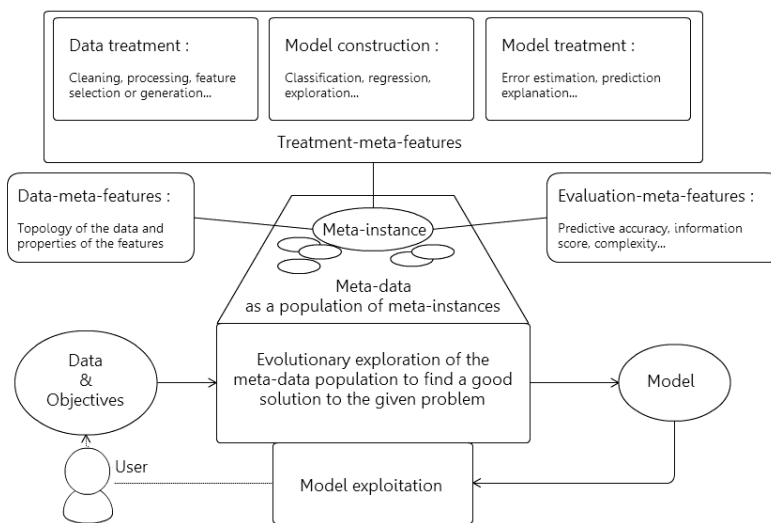 Data treatment :
Cleaning, processing, feature
selection or generation...
Model construction :
Classification, regression,
exploration...
Model treatment :
Error estimation, prediction
explanation...
Treatment-meta-features
Data-meta-features :
Topology of the data and
properties of the features
Meta-instance
Evaluation-meta-features :
Predictive accuracy, information
score, complexity...
Meta-data
as a population of meta-instances
Data
&
Objectives
Evolutionary exploration of the
meta-data population to find a good
solution to the given problem
Model
User
Model exploitation